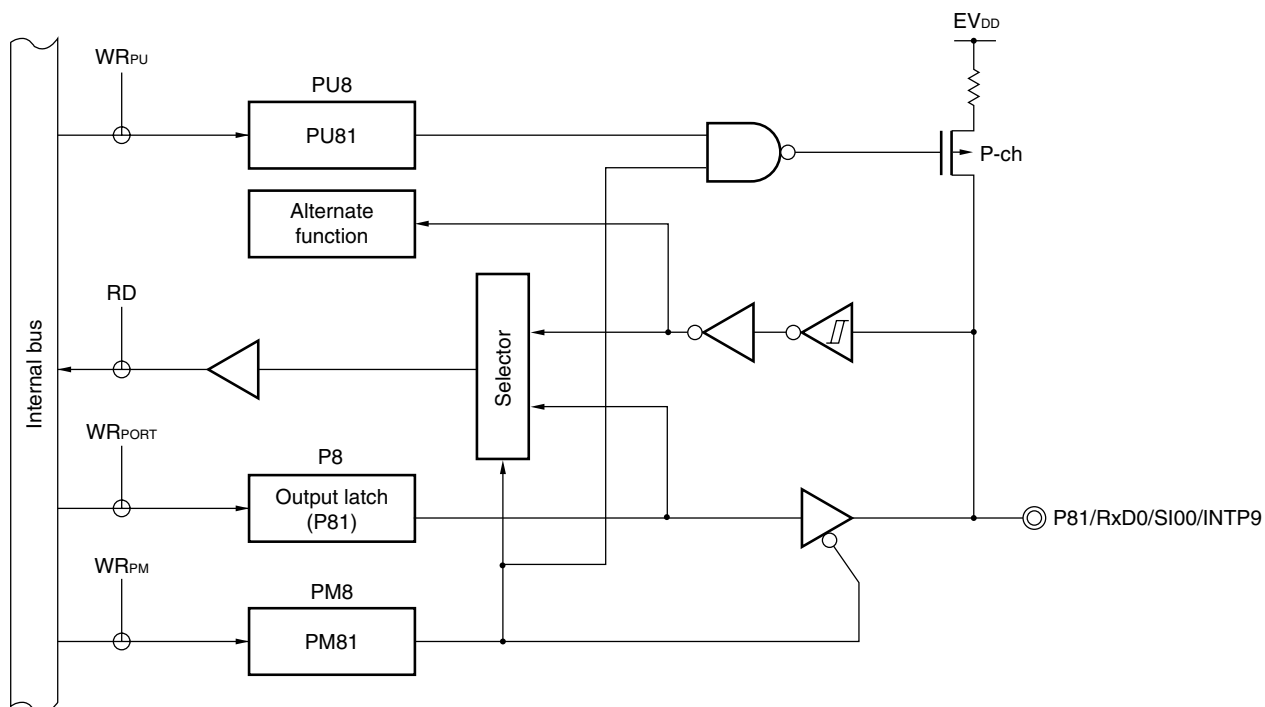 EVDD
WRPU
PU8
PU81
P-ch
Alternate
function
RD
Selector
Internal bus
WRPORT
P8
Output latch
(P81)
P81/RxD0/SI00/INTP9
WRPM
PM8
PM81